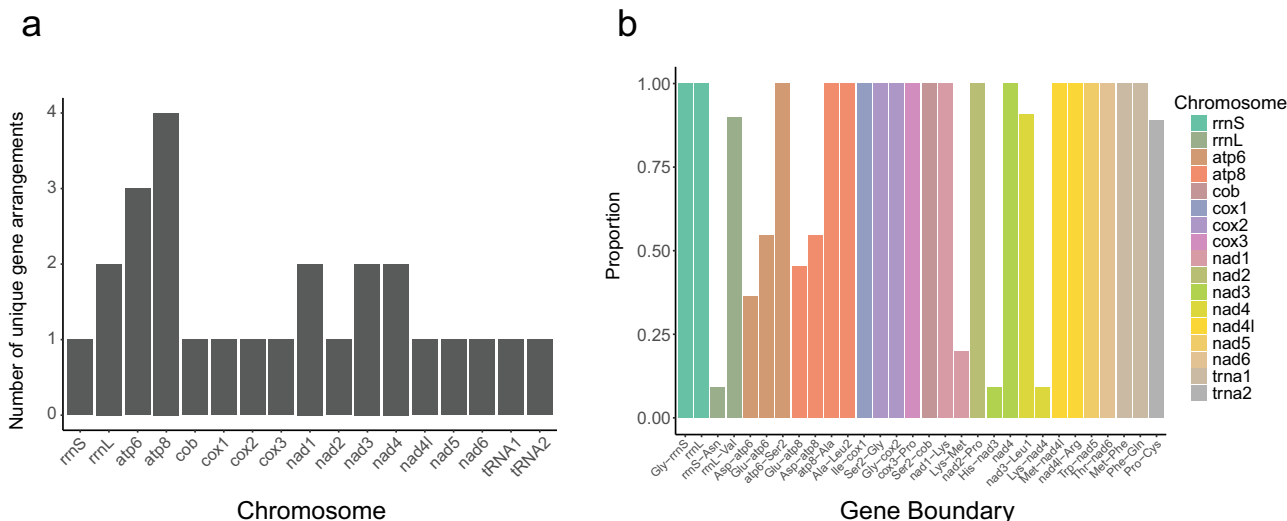 a
Number of unique gene arrangements
4
3
2
1
0
rrnS
rrnL
atp6
atp8
cob
cox1
cox2
cox3
nad1
nad2
nad3
nad4
nad4l
nad5
nad6
tRNA1
tRNA2
Chromosome
b
Proportion
1.00
0.75
0.50
0.25
0.00
Gly–rrnS
rrnL
rrnS–Asn
rrnL–Val
Asp–atp6
Glu–atp6
atp6–Ser2
Glu–atp8
Asp–atp8
atp8–Ala
Ala–Leu2
Ile–cox1
Ser2–Gly
Gly–cox2
cox3–Pro
Ser2–cob
nad1–Lys
Lys–Met
nad2–Pro
His–nad3
nad4
nad3–Leu1
Lys–nad4
Met–nad4l
nad4l–Arg
Trp–nad5
Thr–nad6
Met–Phe
Phe–Gln
Pro–Cys
Gene Boundary
Chromosome
rrnS
rrnL
atp6
atp8
cob
cox1
cox2
cox3
nad1
nad2
nad3
nad4
nad4l
nad5
nad6
trna1
trna2